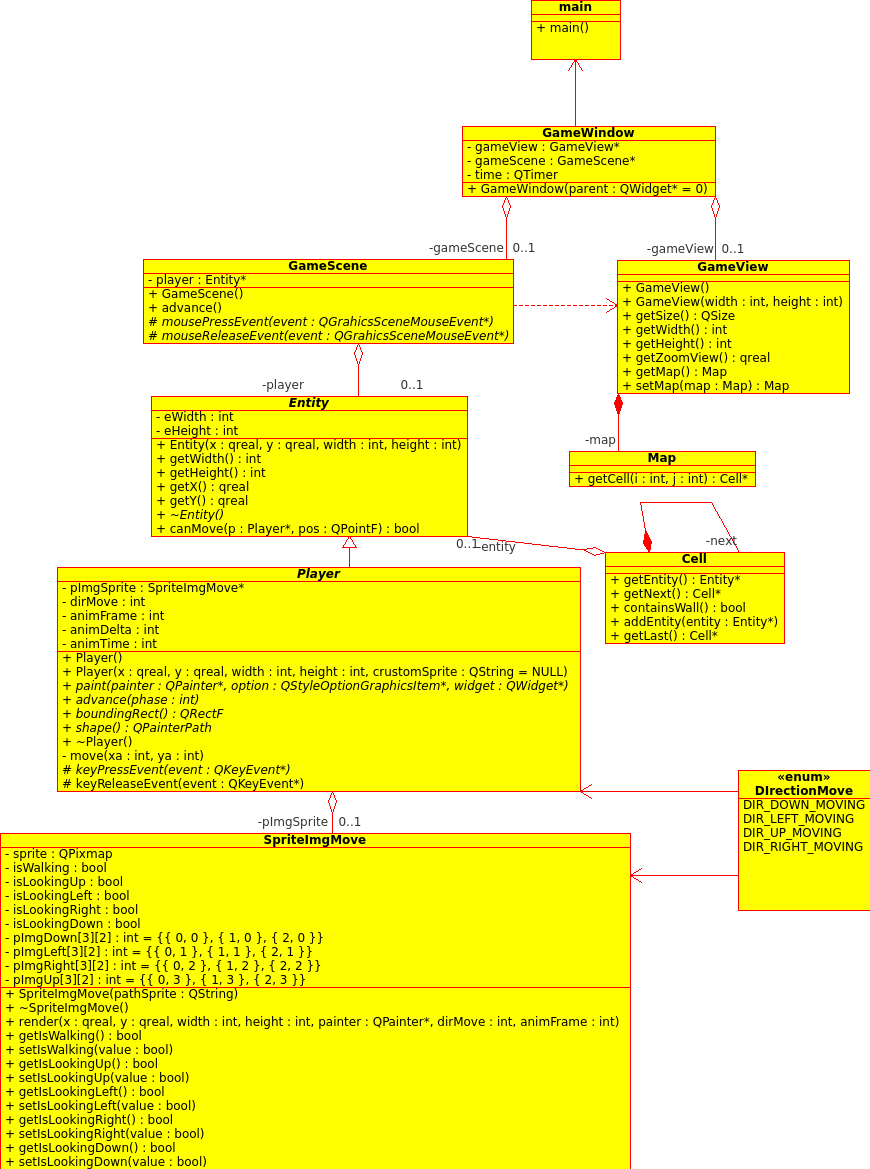 main
+ main()
GameWindow
- gameView : GameView*
- gameScene : GameScene*
- time : QTimer
+ GameWindow(parent : QWidget* = 0)
-gameScene 0..1
-gameView 0..1
GameScene
- player : Entity*
+ GameScene()
+ advance()
# mousePressEvent(event : QGrahicsSceneMouseEvent*)
# mouseReleaseEvent(event : QGrahicsSceneMouseEvent*)
GameView
+ GameView()
+ GameView(width : int, height : int)
+ getSize() : QSize
+ getWidth() : int
+ getHeight() : int
+ getZoomView() : qreal
+ getMap() : Map
+ setMap(map : Map) : Map
-player 0..1
-map
Entity
- eWidth : int
- eHeight : int
+ Entity(x : qreal, y : qreal, width : int, height : int)
+ getWidth() : int
+ getHeight() : int
+ getX() : qreal
+ getY() : qreal
+ ~Entity()
+ canMove(p : Player*, pos : QPointF) : bool
Map
+ getCell(i : int, j : int) : Cell*
-next
0..1
-entity
Cell
+ getEntity() : Entity*
+ getNext() : Cell*
+ containsWall() : bool
+ addEntity(entity : Entity*)
+ getLast() : Cell*
Player
- pImgSprite : SpriteImgMove*
- dirMove : int
- animFrame : int
- animDelta : int
- animTime : int
+ Player()
+ Player(x : qreal, y : qreal, width : int, height : int, crustomSprite : QString = NULL)
+ paint(painter : QPainter*, option : QStyleOptionGraphicsItem*, widget : QWidget*)
+ advance(phase : int)
+ boundingRect() : QRectF
+ shape() : QPainterPath
+ ~Player()
- move(xa : int, ya : int)
# keyPressEvent(event : QKeyEvent*)
# keyReleaseEvent(event : QKeyEvent*)
«enum»
DIrectionMove
DIR_DOWN_MOVING
DIR_LEFT_MOVING
DIR_UP_MOVING
DIR_RIGHT_MOVING
-pImgSprite 0..1
SpriteImgMove
- sprite : QPixmap
- isWalking : bool
- isLookingUp : bool
- isLookingLeft : bool
- isLookingRight : bool
- isLookingDown : bool
- pImgDown[3][2] : int = {{ 0, 0 }, { 1, 0 }, { 2, 0 }}
- pImgLeft[3][2] : int = {{ 0, 1 }, { 1, 1 }, { 2, 1 }}
- pImgRight[3][2] : int = {{ 0, 2 }, { 1, 2 }, { 2, 2 }}
- pImgUp[3][2] : int = {{ 0, 3 }, { 1, 3 }, { 2, 3 }}
+ SpriteImgMove(pathSprite : QString)
+ ~SpriteImgMove()
+ render(x : qreal, y : qreal, width : int, height : int, painter : QPainter*, dirMove : int, animFrame : int)
+ getIsWalking() : bool
+ setIsWalking(value : bool)
+ getIsLookingUp() : bool
+ setIsLookingUp(value : bool)
+ getIsLookingLeft() : bool
+ setIsLookingLeft(value : bool)
+ getIsLookingRight() : bool
+ setIsLookingRight(value : bool)
+ getIsLookingDown() : bool
+ setIsLookingDown(value : bool)